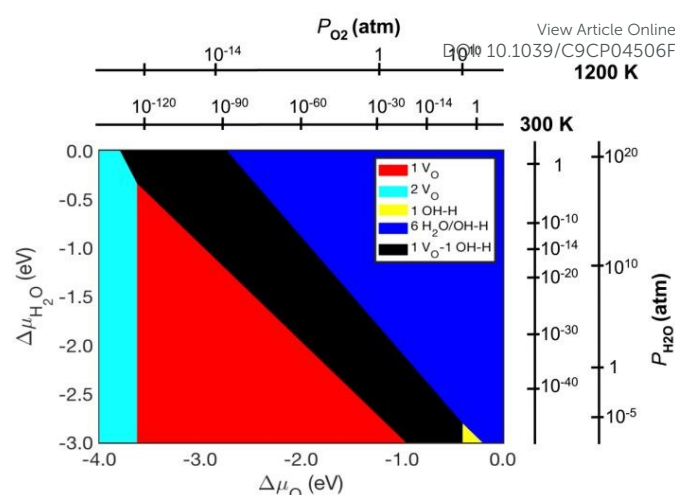 P_O2 (atm)
View Article Online
DOI: 10.1039/C9CP04506F
10^-14 1 10^10
1200 K
10^-120 10^-90 10^-60 10^-30 10^-14 1
300 K
0.0
-0.5
-1.0
-1.5
-2.0
-2.5
-3.0
Δμ_H2O (eV)
1 V_O
2 V_O
1 OH-H
6 H_2O/OH-H
1 V_O-1 OH-H
1
10^-10
10^-14
10^-20
10^-30
10^-40
10^20
10^10
1
10^-5
P_H2O (atm)
-4.0 -3.0 -2.0 -1.0 0.0
Δμ_O (eV)